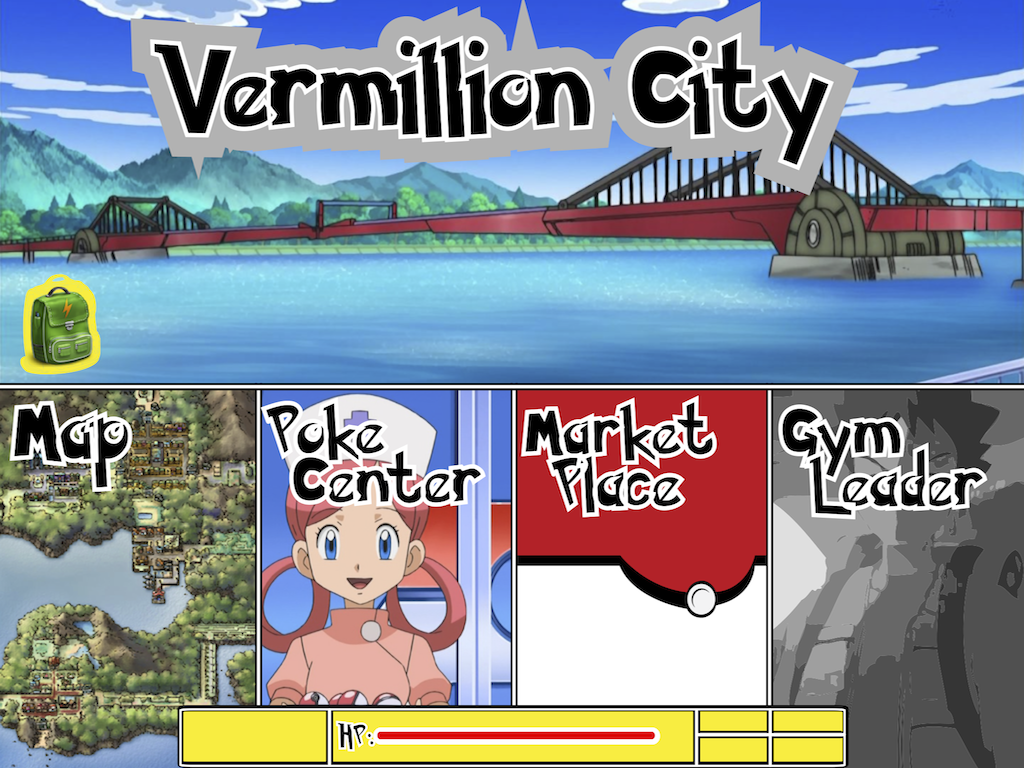 Vermillion City
Map
Poke
Center
Market
Place
Gym
Leader
HP: